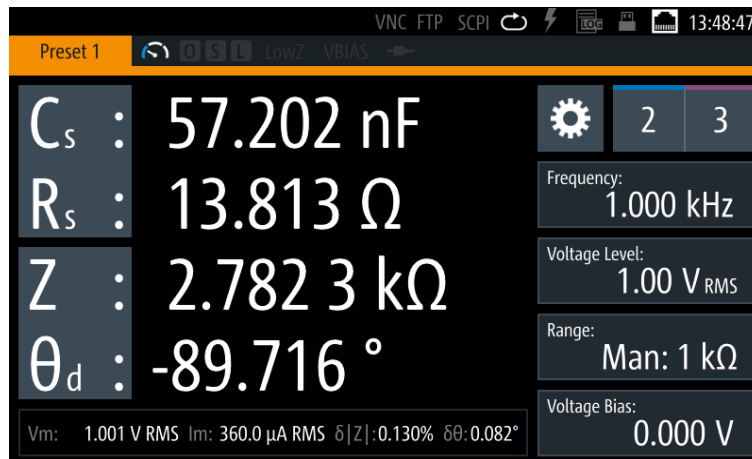 VNC FTP SCPI LOG 13:48:47
Preset 1 O S L LowZ VBIAS
Cs : 57.202 nF
2 3
Rs : 13.813 Ω
Frequency:
1.000 kHz
Z : 2.782 3 kΩ
Voltage Level:
1.00 V RMS
θd : -89.716 °
Range:
Man: 1 kΩ
Vm: 1.001 V RMS Im: 360.0 µA RMS δ|Z|: 0.130% δθ: 0.082°
Voltage Bias:
0.000 V